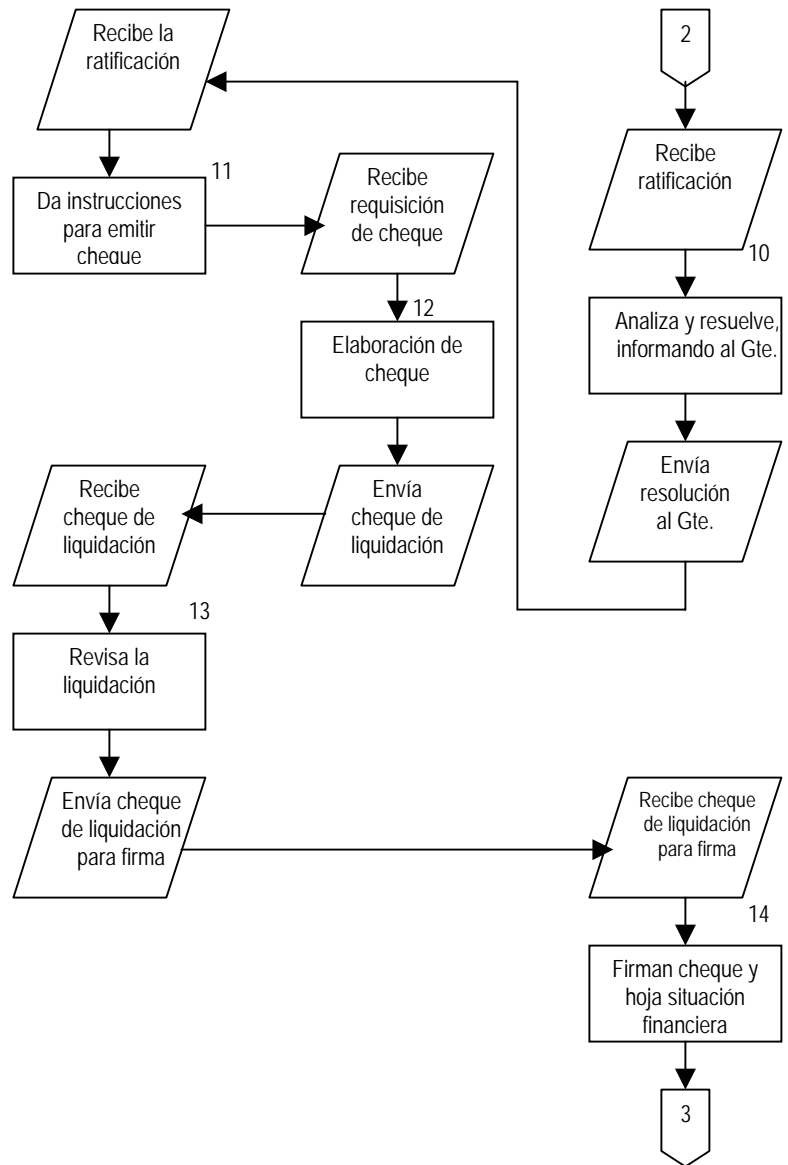 2
Recibe
ratificación
10
Analiza y resuelve,
informando al Gte.
Envía
resolución
al Gte.
Recibe la
ratificación
11
Da instrucciones
para emitir
cheque
Recibe
requisición
de cheque
12
Elaboración de
cheque
Envía
cheque de
liquidación
Recibe
cheque de
liquidación
13
Revisa la
liquidación
Envía cheque
de liquidación
para firma
Recibe cheque
de liquidación
para firma
14
Firman cheque y
hoja situación
financiera
3